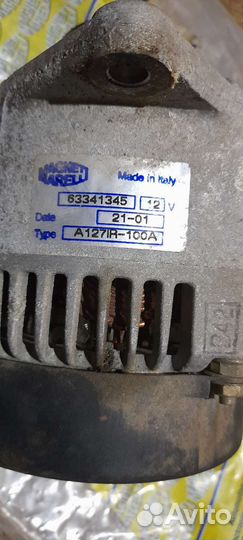 MAGNETI
MARELLI
Made in Italy
63341345 12 V
Date 21-01
Type A127IR-100A
Avito